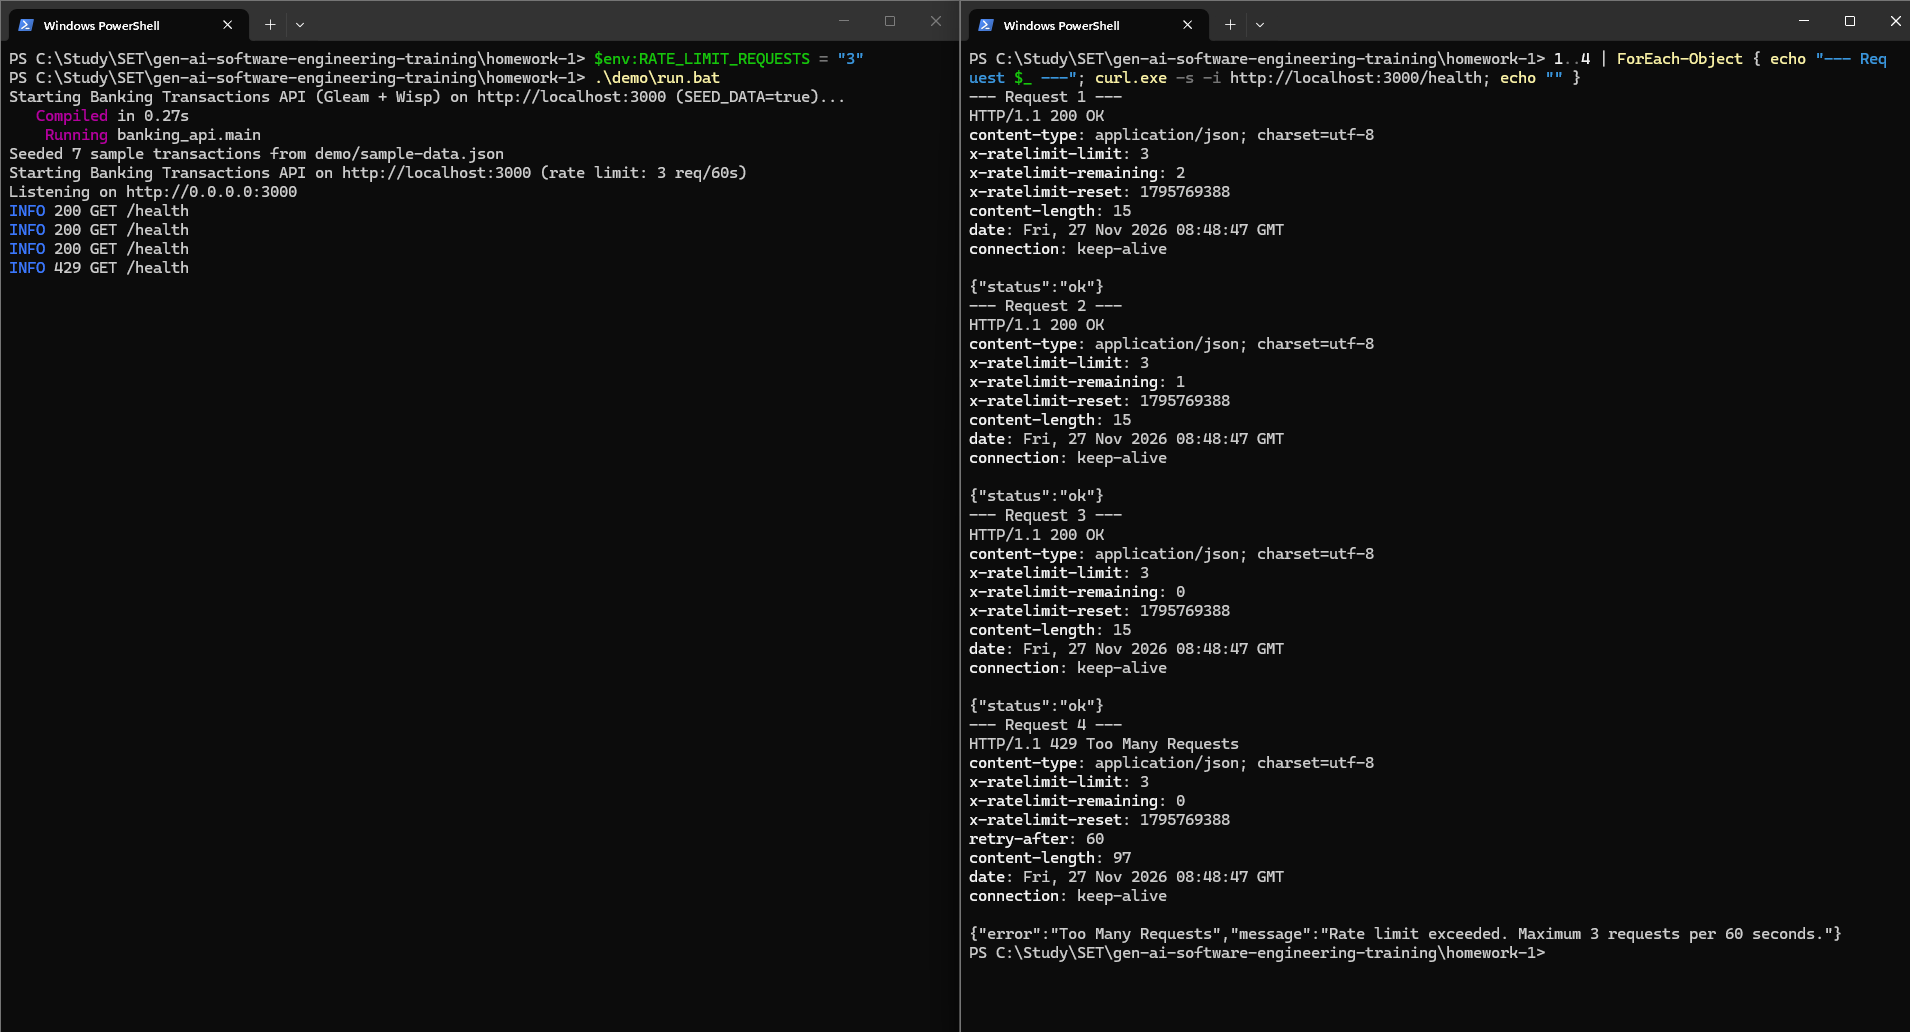 Windows PowerShell
PS C:\Study\SET\gen-ai-software-engineering-training\homework-1> $env:RATE_LIMIT_REQUESTS = "3"
PS C:\Study\SET\gen-ai-software-engineering-training\homework-1> .\demo\run.bat
Starting Banking Transactions API (Gleam + Wisp) on http://localhost:3000 (SEED_DATA=true)...
   Compiled in 0.27s
    Running banking_api.main
Seeded 7 sample transactions from demo/sample-data.json
Starting Banking Transactions API on http://localhost:3000 (rate limit: 3 req/60s)
Listening on http://0.0.0.0:3000
INFO 200 GET /health
INFO 200 GET /health
INFO 200 GET /health
INFO 429 GET /health
Windows PowerShell
PS C:\Study\SET\gen-ai-software-engineering-training\homework-1> 1..4 | ForEach-Object { echo "--- Req
uest $_ ---"; curl.exe -s -i http://localhost:3000/health; echo "" }
--- Request 1 ---
HTTP/1.1 200 OK
content-type: application/json; charset=utf-8
x-ratelimit-limit: 3
x-ratelimit-remaining: 2
x-ratelimit-reset: 1795769388
content-length: 15
date: Fri, 27 Nov 2026 08:48:47 GMT
connection: keep-alive

{"status":"ok"}
--- Request 2 ---
HTTP/1.1 200 OK
content-type: application/json; charset=utf-8
x-ratelimit-limit: 3
x-ratelimit-remaining: 1
x-ratelimit-reset: 1795769388
content-length: 15
date: Fri, 27 Nov 2026 08:48:47 GMT
connection: keep-alive

{"status":"ok"}
--- Request 3 ---
HTTP/1.1 200 OK
content-type: application/json; charset=utf-8
x-ratelimit-limit: 3
x-ratelimit-remaining: 0
x-ratelimit-reset: 1795769388
content-length: 15
date: Fri, 27 Nov 2026 08:48:47 GMT
connection: keep-alive

{"status":"ok"}
--- Request 4 ---
HTTP/1.1 429 Too Many Requests
content-type: application/json; charset=utf-8
x-ratelimit-limit: 3
x-ratelimit-remaining: 0
x-ratelimit-reset: 1795769388
retry-after: 60
content-length: 97
date: Fri, 27 Nov 2026 08:48:47 GMT
connection: keep-alive

{"error":"Too Many Requests","message":"Rate limit exceeded. Maximum 3 requests per 60 seconds."}
PS C:\Study\SET\gen-ai-software-engineering-training\homework-1>